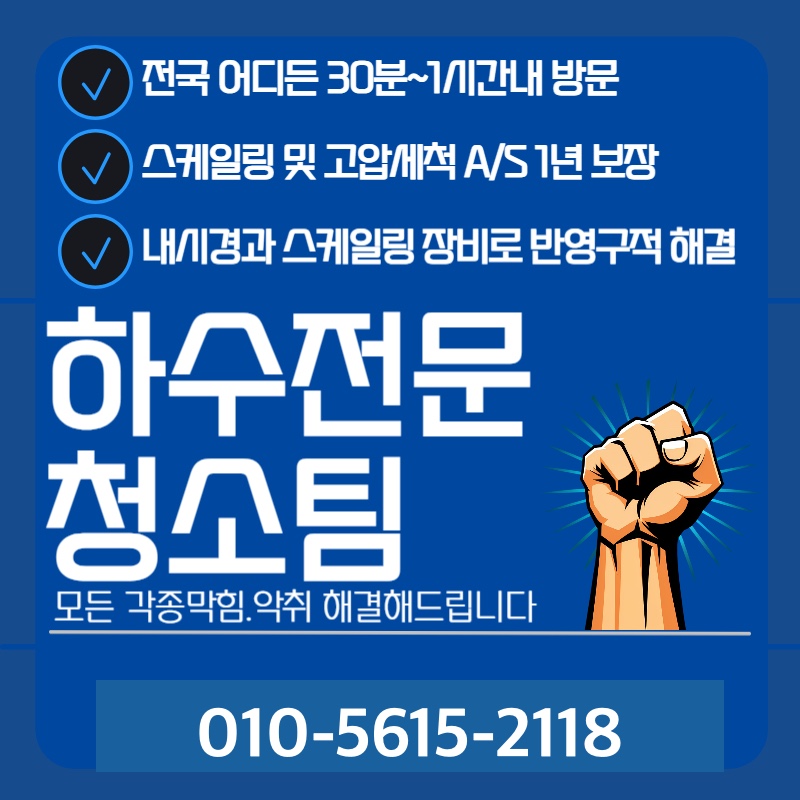 전국 어디든 30분~1시간내 방문
스케일링 및 고압세척 A/S 1년 보장
내시경과 스케일링 장비로 반영구적 해결
하수전문
청소팀
모든 각종막힘.악취 해결해드립니다
010-5615-2118